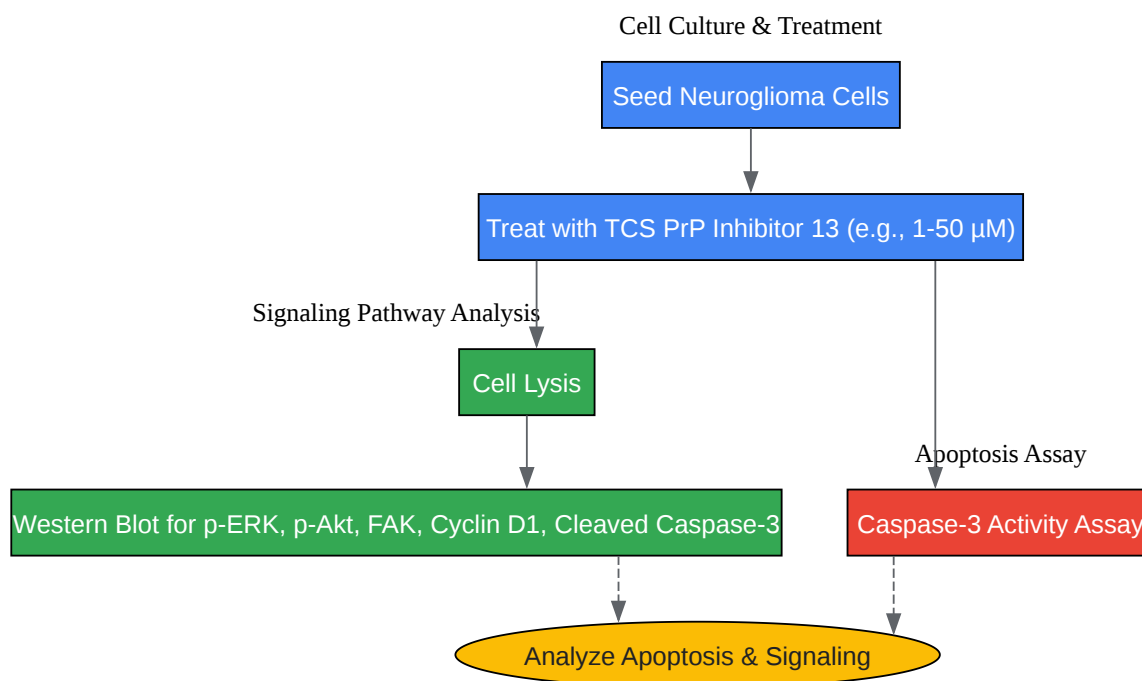 Cell Culture & Treatment
Seed Neuroglioma Cells
Treat with TCS PrP Inhibitor 13 (e.g., 1-50 µM)
Signaling Pathway Analysis
Cell Lysis
Apoptosis Assay
Western Blot for p-ERK, p-Akt, FAK, Cyclin D1, Cleaved Caspase-3
Caspase-3 Activity Assay
Analyze Apoptosis & Signaling